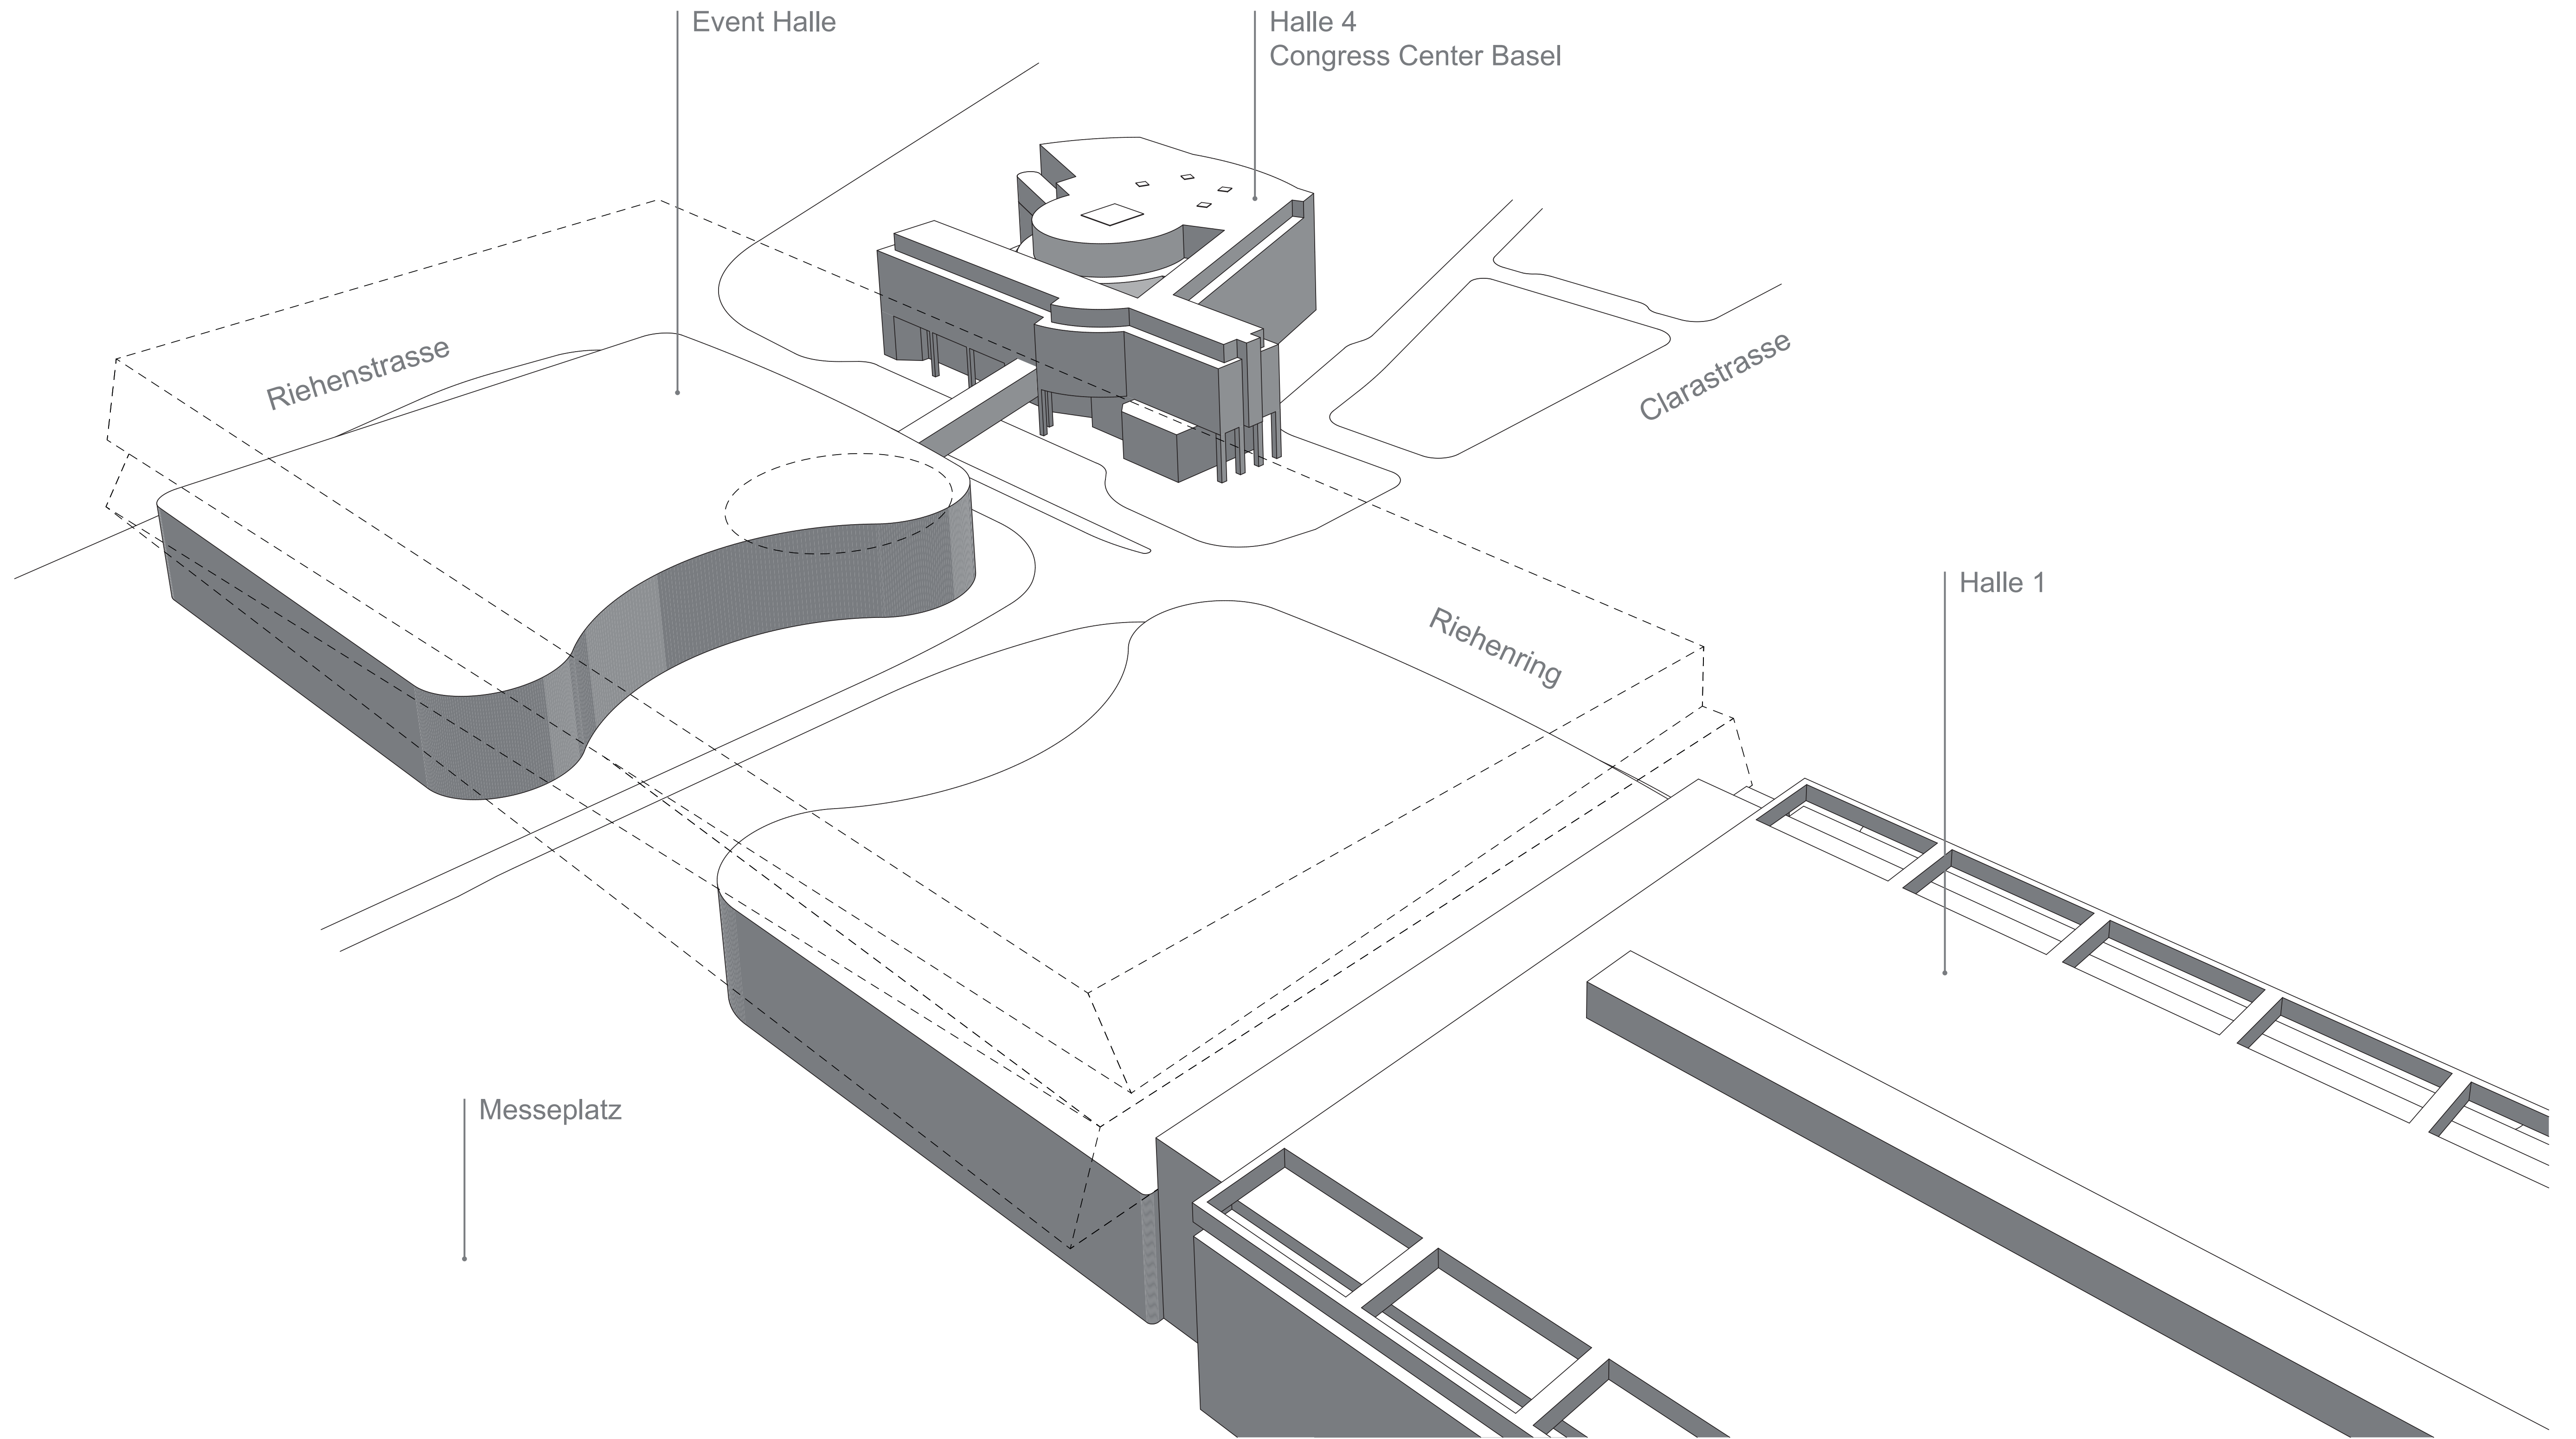 Event Halle
Halle 4
Congress Center Basel
Riehenstrasse
Clarastrasse
Halle 1
Riehenring
Messeplatz